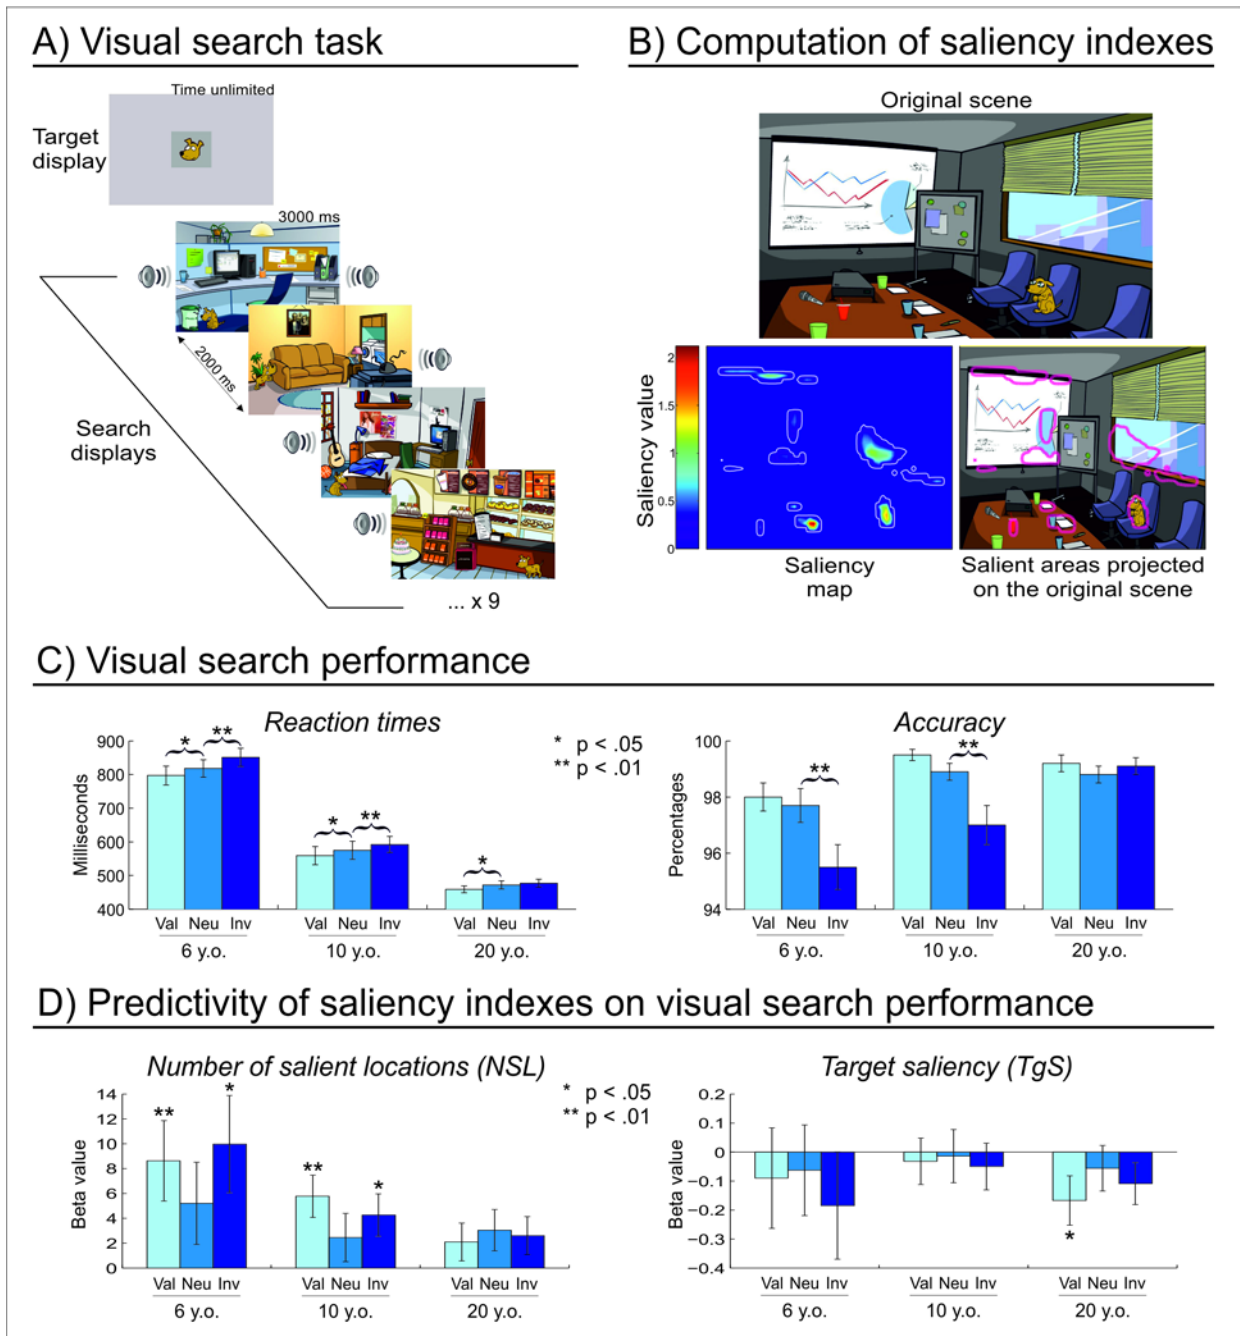 A) Visual search task
Time unlimited
Target
display
3000 ms
2000 ms
Search
displays
... x 9
B) Computation of saliency indexes
Original scene
Saliency value
2
1.5
1
0.5
0
Saliency
map
Salient areas projected
on the original scene
C) Visual search performance
Reaction times
* p < .05
** p < .01
Milliseconds
900
800
700
600
500
400
* **
* **
*
Val Neu Inv
Val Neu Inv
Val Neu Inv
6 y.o.
10 y.o.
20 y.o.
Accuracy
Percentages
100
98
96
94
**
**
Val Neu Inv
Val Neu Inv
Val Neu Inv
6 y.o.
10 y.o.
20 y.o.
D) Predictivity of saliency indexes on visual search performance
Number of salient locations (NSL)
* p < .05
** p < .01
Beta value
14
12
10
8
6
4
2
0
** *
** *
Val Neu Inv
Val Neu Inv
Val Neu Inv
6 y.o.
10 y.o.
20 y.o.
Target saliency (TgS)
Beta value
0.2
0.1
0
−0.1
−0.2
−0.3
−0.4
*
Val Neu Inv
Val Neu Inv
Val Neu Inv
6 y.o.
10 y.o.
20 y.o.